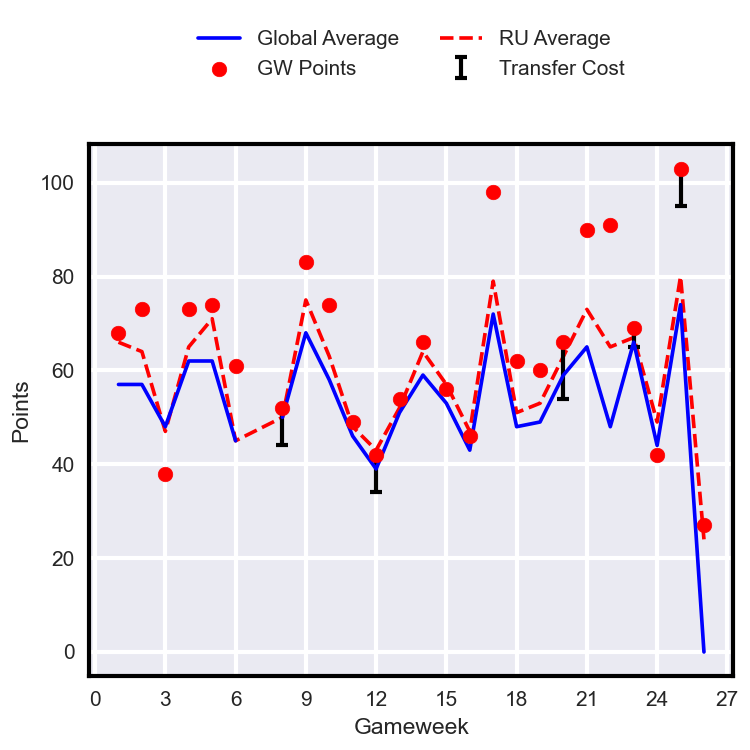 Global Average
RU Average
GW Points
Transfer Cost
100
80
60
40
20
0
Points
0 3 6 9 12 15 18 21 24 27
Gameweek